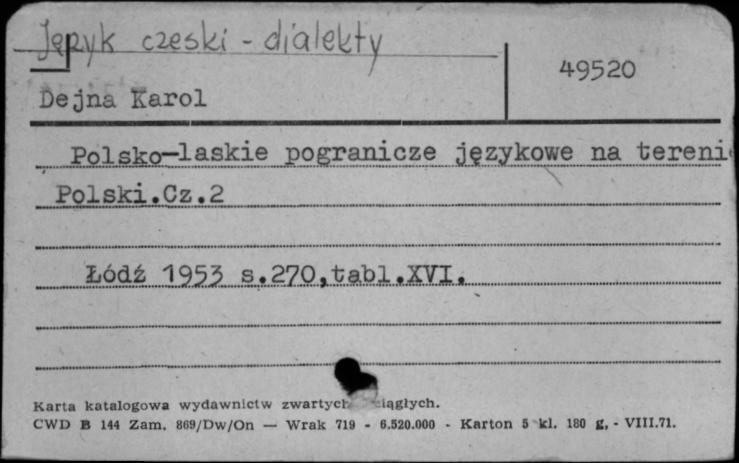 Język czeski - dialekty
49520
Dejna Karol
Polsko-laskie pogranicze językowe na tereni
Polski.Cz.2
Łódź 1953 s.270,tabl.XVI.
Karta katalogowa wydawnictw zwartych iągłych.
CWD B 144 Zam. 869/Dw/On — Wrak 719 - 6.520.000 - Karton 5 kl. 180 g. - VIII.71.